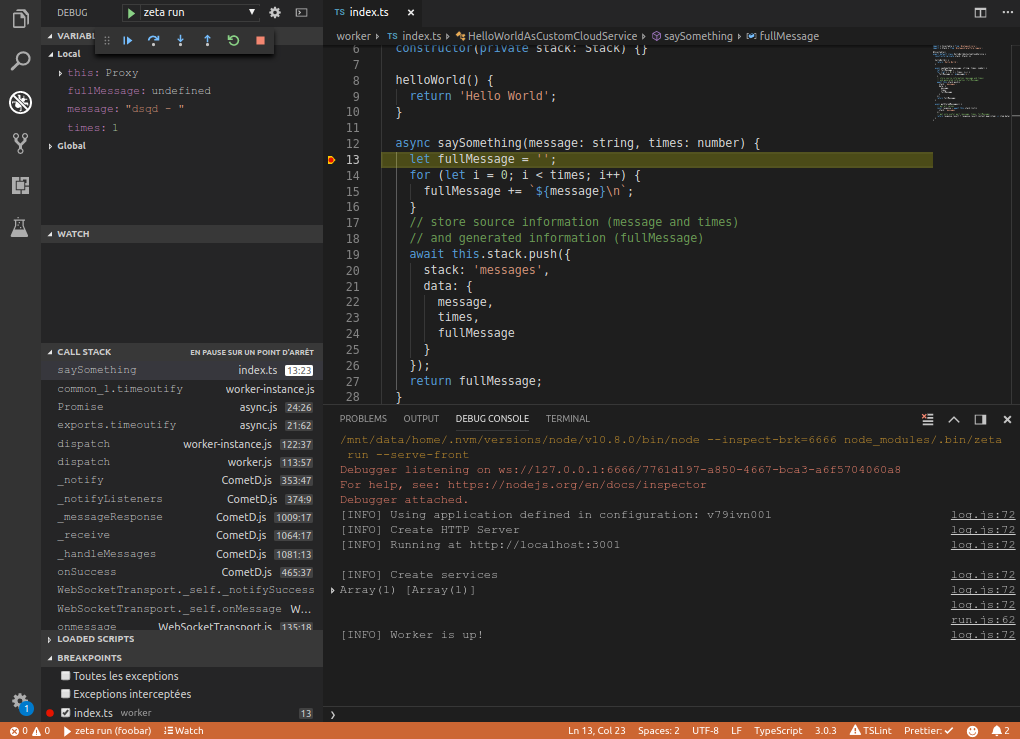 DEBUG
zeta run
VARIABL
Local
this: Proxy
fullMessage: undefined
message: "dsqd - "
times: 1
Global
WATCH
CALL STACK
EN PAUSE SUR UN POINT D'ARRÊT
saySomething index.ts 13:23
common_1.timeoutify worker-instance.js
Promise async.js 24:26
exports.timeoutify async.js 21:62
dispatch worker-instance.js 122:37
dispatch worker.js 113:57
_notify CometD.js 353:47
_notifyListeners CometD.js 374:9
_messageResponse CometD.js 1009:17
_receive CometD.js 1064:17
_handleMessages CometD.js 1081:13
onSuccess CometD.js 465:37
WebSocketTransport._self._notifySuccess
WebSocketTransport._self.onMessage W...
onmessage WebSocketTransport.js 135:18
LOADED SCRIPTS
BREAKPOINTS
Toutes les exceptions
Exceptions interceptées
index.ts worker 13
TS index.ts ×
worker TS index.ts HelloWorldAsCustomCloudService saySomething fullMessage
6 constructor(private stack: Stack) {}
7
8 helloWorld() {
9 return 'Hello World';
10 }
11
12 async saySomething(message: string, times: number) {
13 let fullMessage = '';
14 for (let i = 0; i < times; i++) {
15 fullMessage += `${message}\n`;
16 }
17 // store source information (message and times)
18 // and generated information (fullMessage)
19 await this.stack.push({
20 stack: 'messages',
21 data: {
22 message,
23 times,
24 fullMessage
25 }
26 });
27 return fullMessage;
28 }
PROBLEMS OUTPUT DEBUG CONSOLE TERMINAL
/mnt/data/home/.nvm/versions/node/v10.8.0/bin/node --inspect-brk=6666 node_modules/.bin/zeta
run --serve-front
Debugger listening on ws://127.0.0.1:6666/7761d197-a850-4667-bca3-a6f5704060a8
For help, see: https://nodejs.org/en/docs/inspector
Debugger attached.
[INFO] Using application defined in configuration: v79ivn001 log.js:72
[INFO] Create HTTP Server log.js:72
[INFO] Running at http://localhost:3001 log.js:72
[INFO] Create services log.js:72
Array(1) [Array(1)] log.js:72
log.js:72
run.js:62
[INFO] Worker is up! log.js:72
1
0 0 zeta run (foobar) Watch Ln 13, Col 23 Spaces: 2 UTF-8 LF TypeScript 3.0.3 TSLint Prettier: ✓ 2